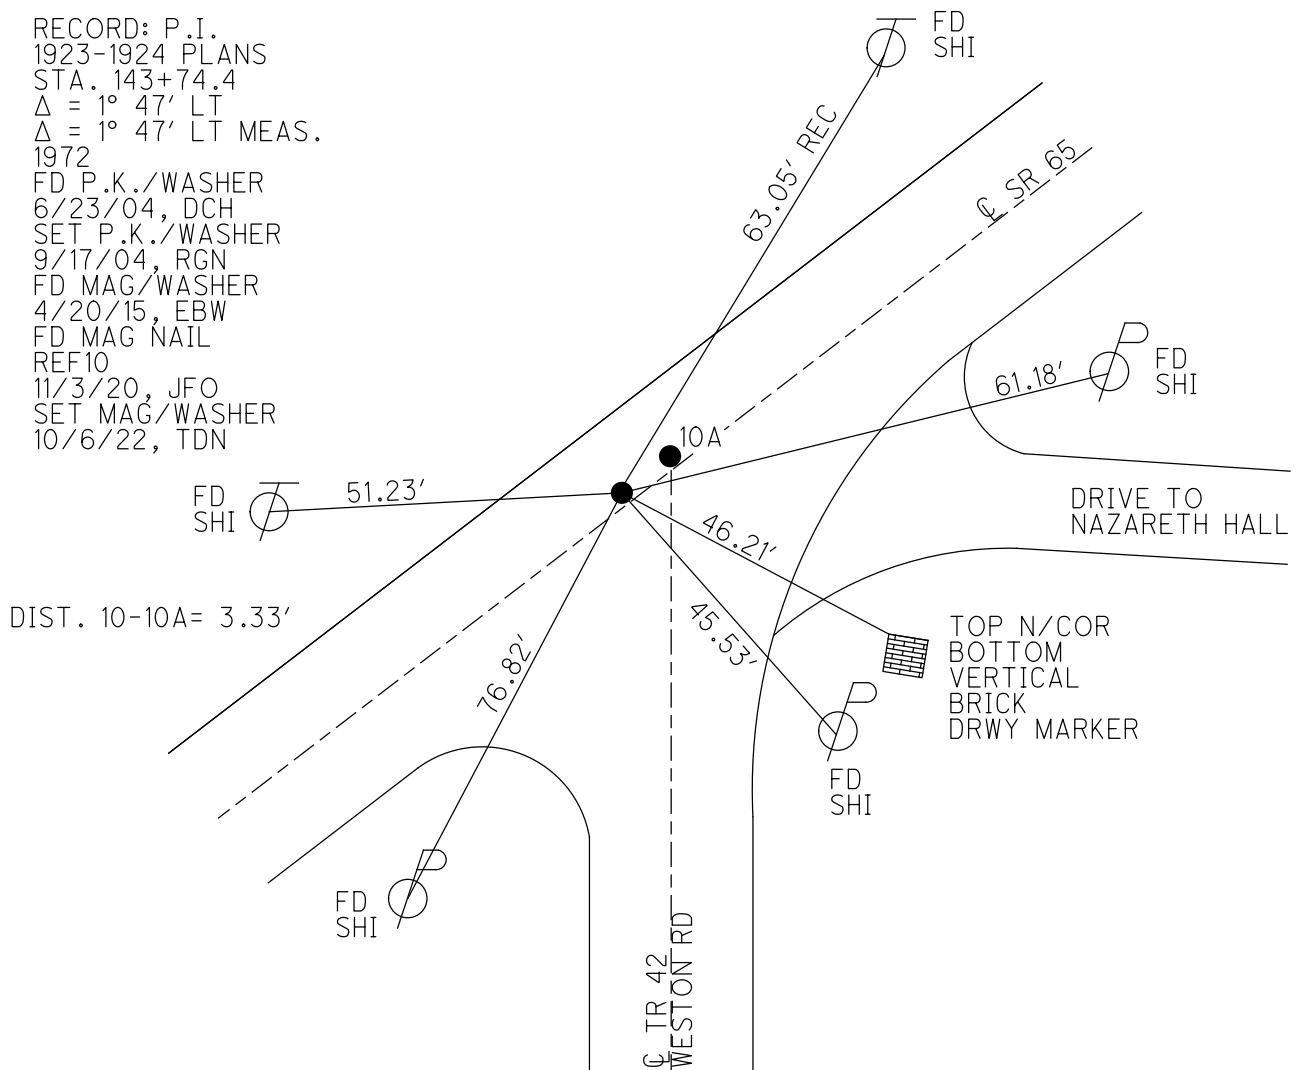 RECORD: P.I.
1923-1924 PLANS
STA. 143+74.4
Δ = 1° 47' LT
Δ = 1° 47' LT MEAS.
1972
FD P.K./WASHER
6/23/04, DCH
SET P.K./WASHER
9/17/04, RGN
FD MAG/WASHER
4/20/15, EBW
FD MAG NAIL
REF10
11/3/20, JFO
SET MAG/WASHER
10/6/22, TDN
FD
SHI
63.05' REC
℄ SR 65
61.18'
FD
SHI
10A
FD
SHI
51.23'
DRIVE TO
NAZARETH HALL
46.21'
DIST. 10-10A= 3.33'
45.53'
TOP N/COR
BOTTOM
VERTICAL
BRICK
DRWY MARKER
76.82'
FD
SHI
FD
SHI
℄ TR 42
WESTON RD